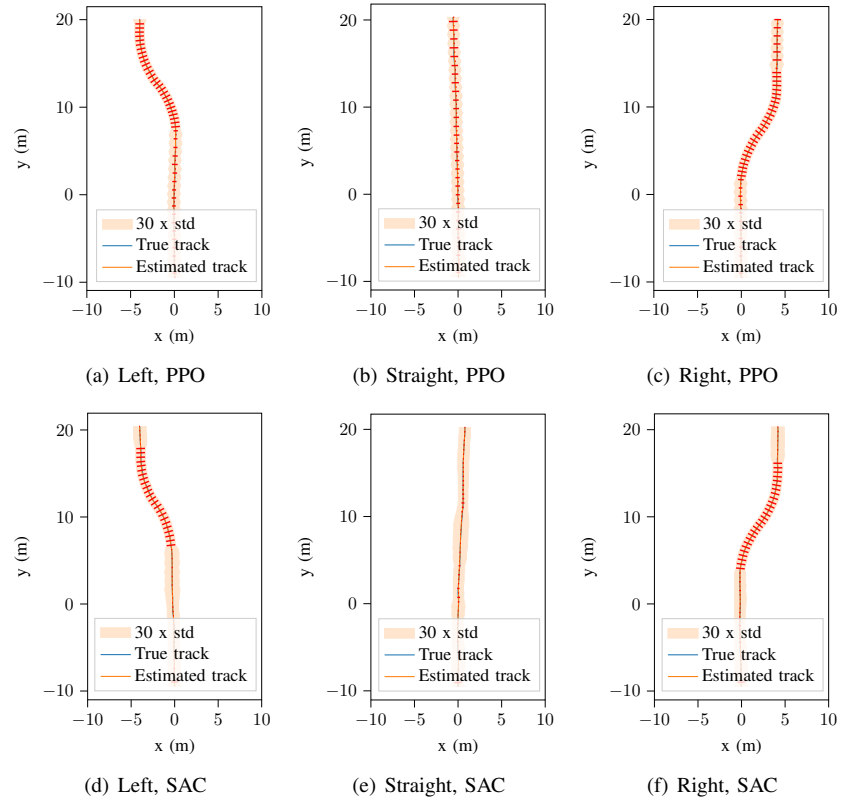 20
10
0
−10
y (m)
30 x std
True track
Estimated track
−10 −5 0 5 10
x (m)
(a) Left, PPO
20
10
0
−10
y (m)
30 x std
True track
Estimated track
−10 −5 0 5 10
x (m)
(b) Straight, PPO
20
10
0
−10
y (m)
30 x std
True track
Estimated track
−10 −5 0 5 10
x (m)
(c) Right, PPO
20
10
0
−10
y (m)
30 x std
True track
Estimated track
−10 −5 0 5 10
x (m)
(d) Left, SAC
20
10
0
−10
y (m)
30 x std
True track
Estimated track
−10 −5 0 5 10
x (m)
(e) Straight, SAC
20
10
0
−10
y (m)
30 x std
True track
Estimated track
−10 −5 0 5 10
x (m)
(f) Right, SAC